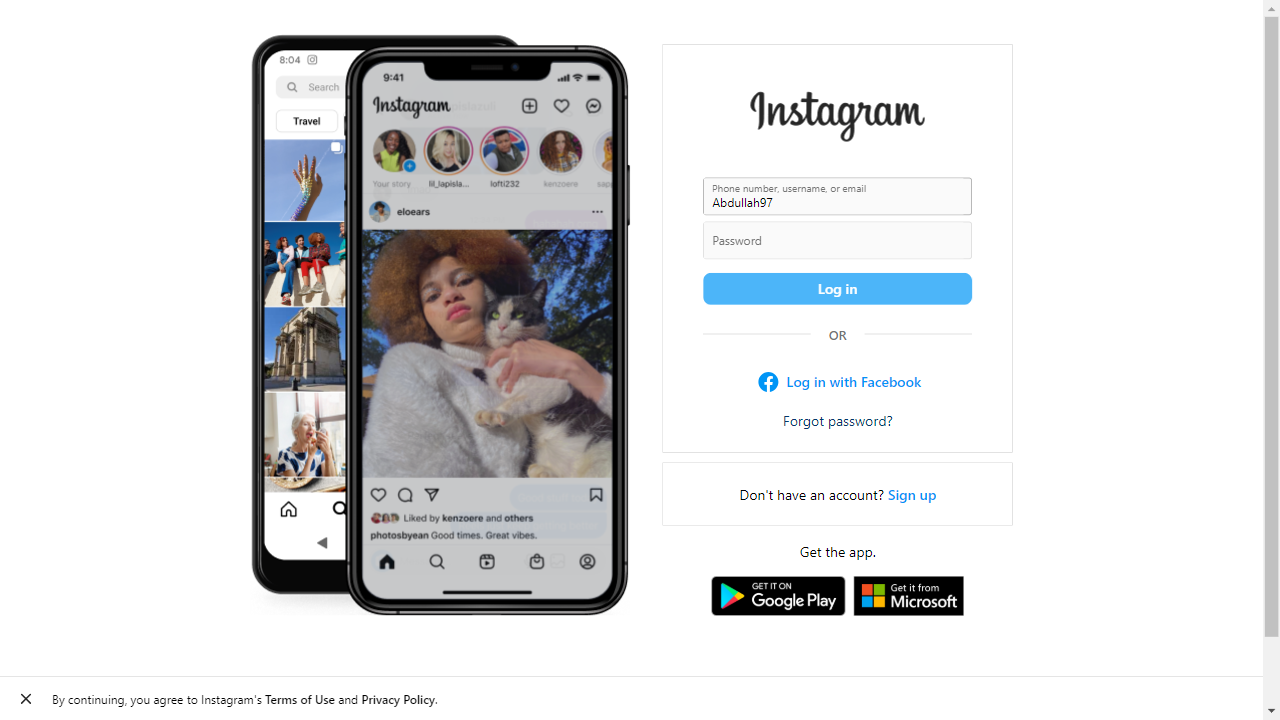 8:04
Search
Travel
9:41
Instagram
Your story
lil_lapisla...
lofti232
kenzoere
eloears
Liked by kenzoere and others
photosbyean Good times. Great vibes.
Instagram
Phone number, username, or email
Abdullah97
Password
Log in
OR
Log in with Facebook
Forgot password?
Don't have an account? Sign up
Get the app.
GET IT ON
Google Play
Get it from
Microsoft
By continuing, you agree to Instagram's Terms of Use and Privacy Policy.